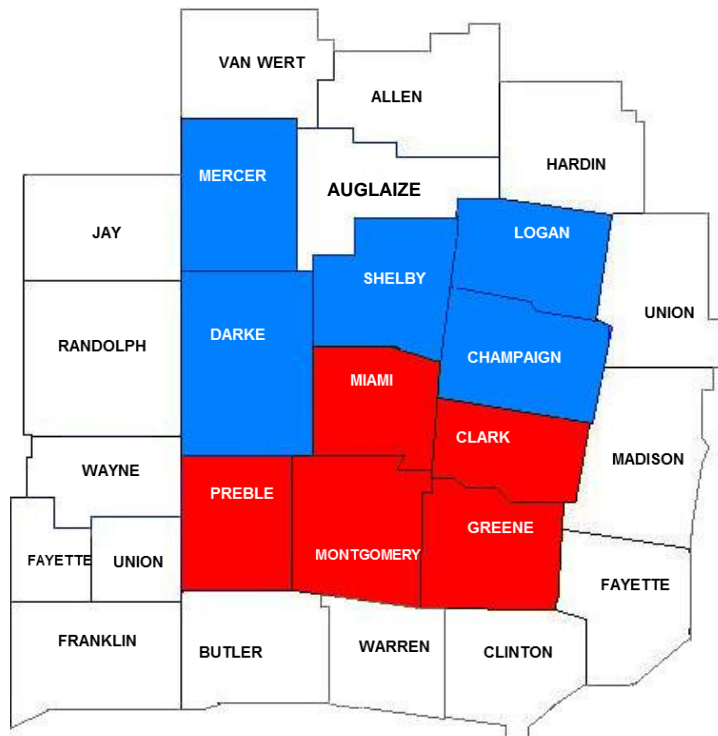 VAN WERT
ALLEN
HARDIN
MERCER
AUGLAIZE
JAY
LOGAN
SHELBY
UNION
DARKE
RANDOLPH
CHAMPAIGN
MIAMI
CLARK
MADISON
WAYNE
PREBLE
GREENE
MONTGOMERY
FAYETTE
UNION
FAYETTE
FRANKLIN
BUTLER
WARREN
CLINTON